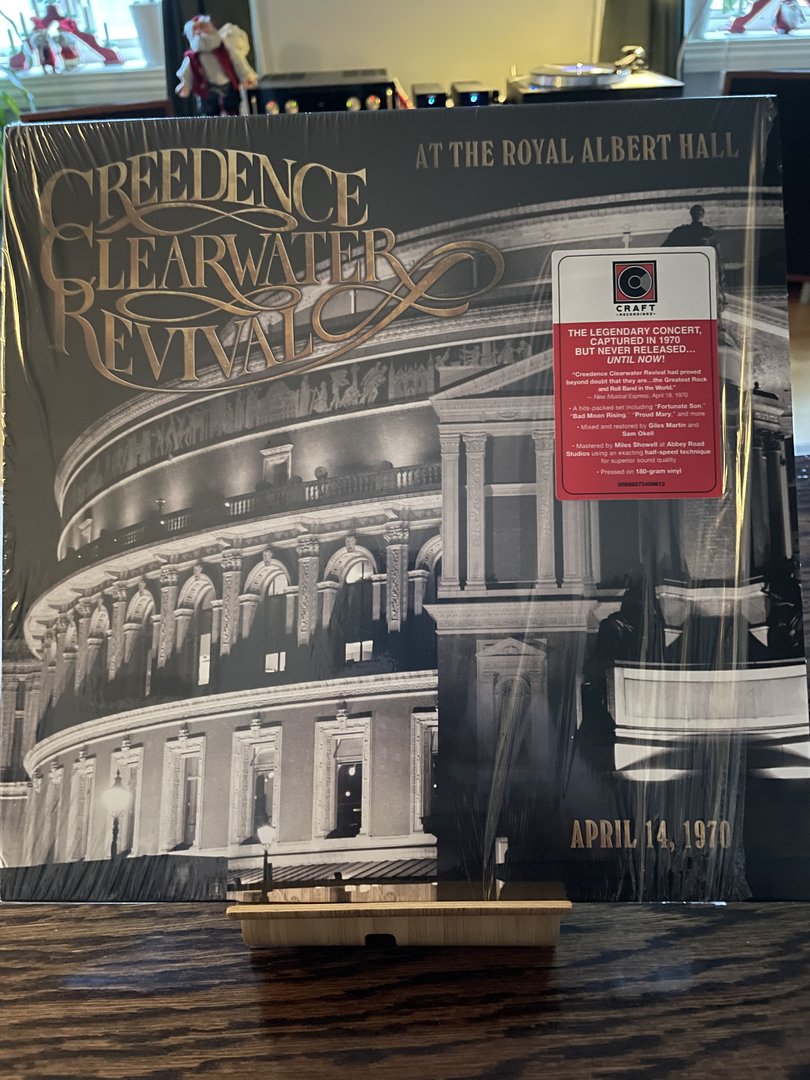 AT THE ROYAL ALBERT HALL
CREEDENCE
CLEARWATER
REVIVAL
CRAFT
RECORDINGS
THE LEGENDARY CONCERT,
CAPTURED IN 1970
BUT NEVER RELEASED...
UNTIL NOW!
"Creedence Clearwater Revival had proved
beyond doubt that they are...the Greatest Rock
and Roll Band in the World."
— New Musical Express, April 18, 1970
• A hits-packed set including "Fortunate Son,"
"Bad Moon Rising," "Proud Mary," and more
• Mixed and restored by Giles Martin and
Sam Okell
• Mastered by Miles Showell at Abbey Road
Studios using an exacting half-speed technique
for superior sound quality
• Pressed on 180-gram vinyl
APRIL 14, 1970